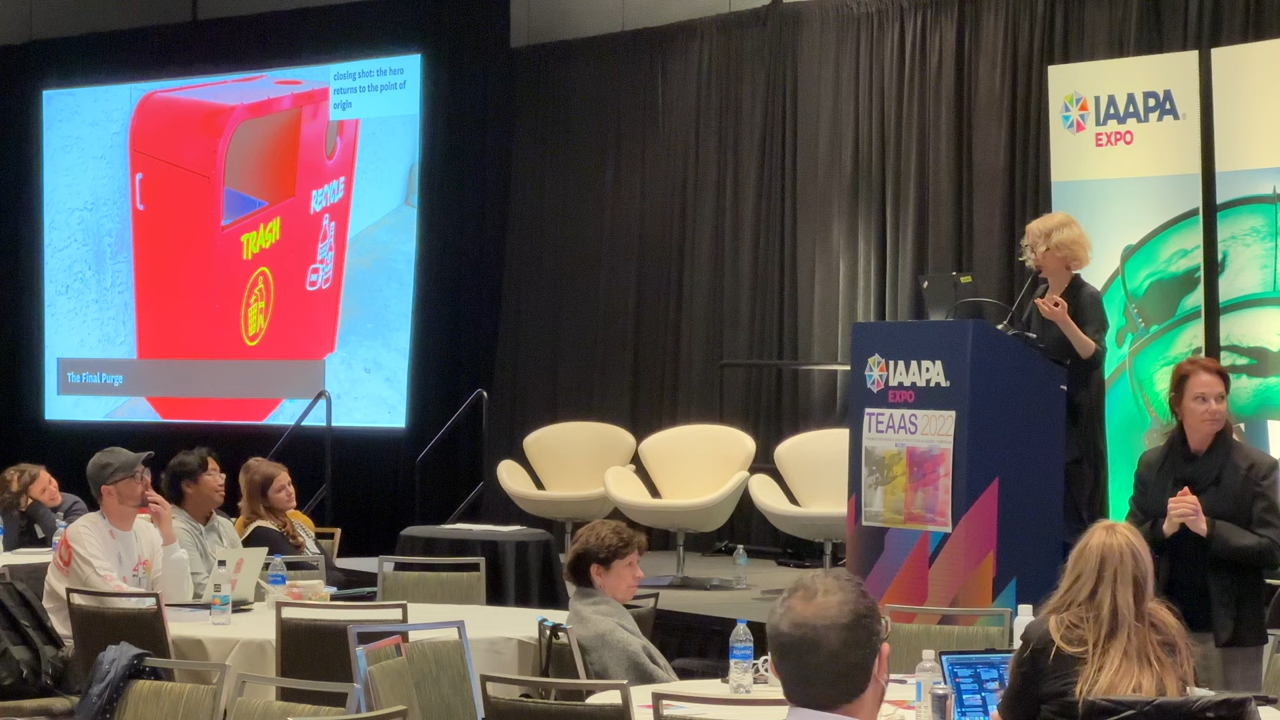 closing shot: the hero
returns to the point of
origin
TRASH
RECYCLE
The Final Purge
IAAPA
EXPO
IAAPA
EXPO
TEAAS 2022